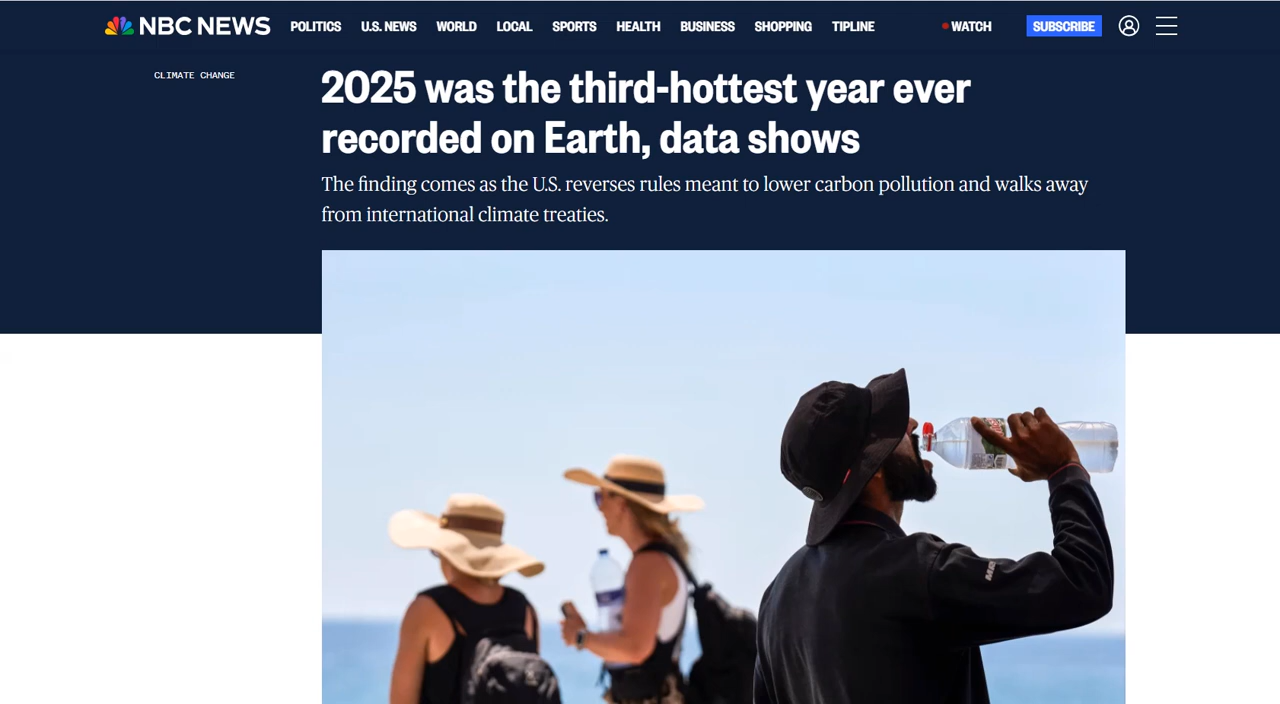 NBC NEWS POLITICS U.S. NEWS WORLD LOCAL SPORTS HEALTH BUSINESS SHOPPING TIPLINE WATCH SUBSCRIBE
CLIMATE CHANGE
2025 was the third-hottest year ever
recorded on Earth, data shows
The finding comes as the U.S. reverses rules meant to lower carbon pollution and walks away
from international climate treaties.